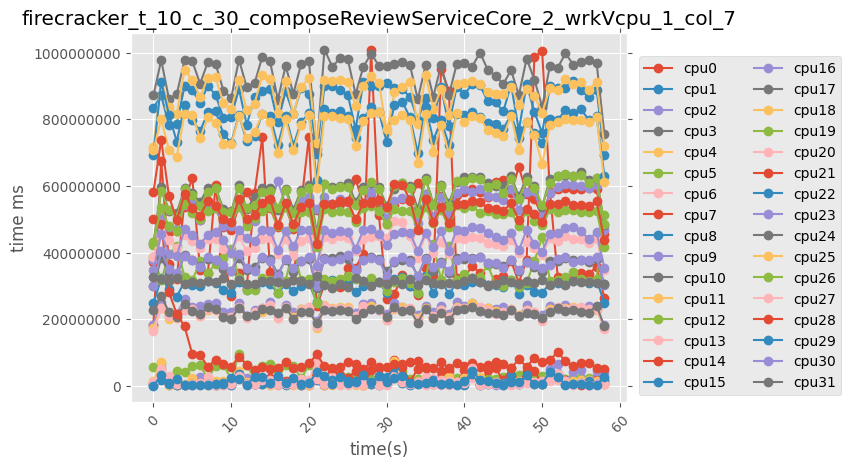 firecracker_t_10_c_30_composeReviewServiceCore_2_wrkVcpu_1_col_7
1000000000
800000000
600000000
400000000
200000000
0
time ms
0 10 20 30 40 50 60
time(s)
cpu0 cpu16
cpu1 cpu17
cpu2 cpu18
cpu3 cpu19
cpu4 cpu20
cpu5 cpu21
cpu6 cpu22
cpu7 cpu23
cpu8 cpu24
cpu9 cpu25
cpu10 cpu26
cpu11 cpu27
cpu12 cpu28
cpu13 cpu29
cpu14 cpu30
cpu15 cpu31